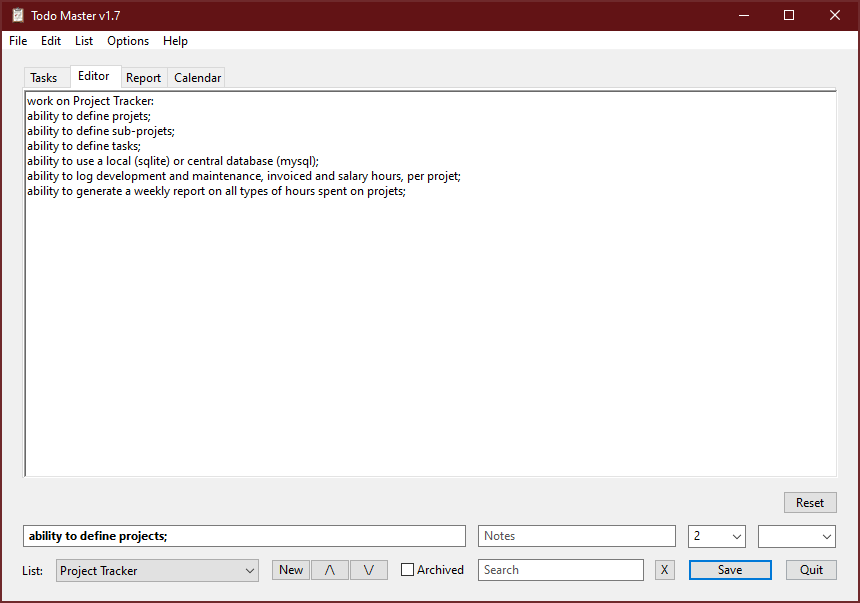 Todo Master v1.7
File Edit List Options Help
Tasks Editor Report Calendar
work on Project Tracker:
ability to define projets;
ability to define sub-projets;
ability to define tasks;
ability to use a local (sqlite) or central database (mysql);
ability to log development and maintenance, invoiced and salary hours, per projet;
ability to generate a weekly report on all types of hours spent on projets;
Reset
ability to define projects; Notes 2
List: Project Tracker New /\ \/ Archived Search X Save Quit